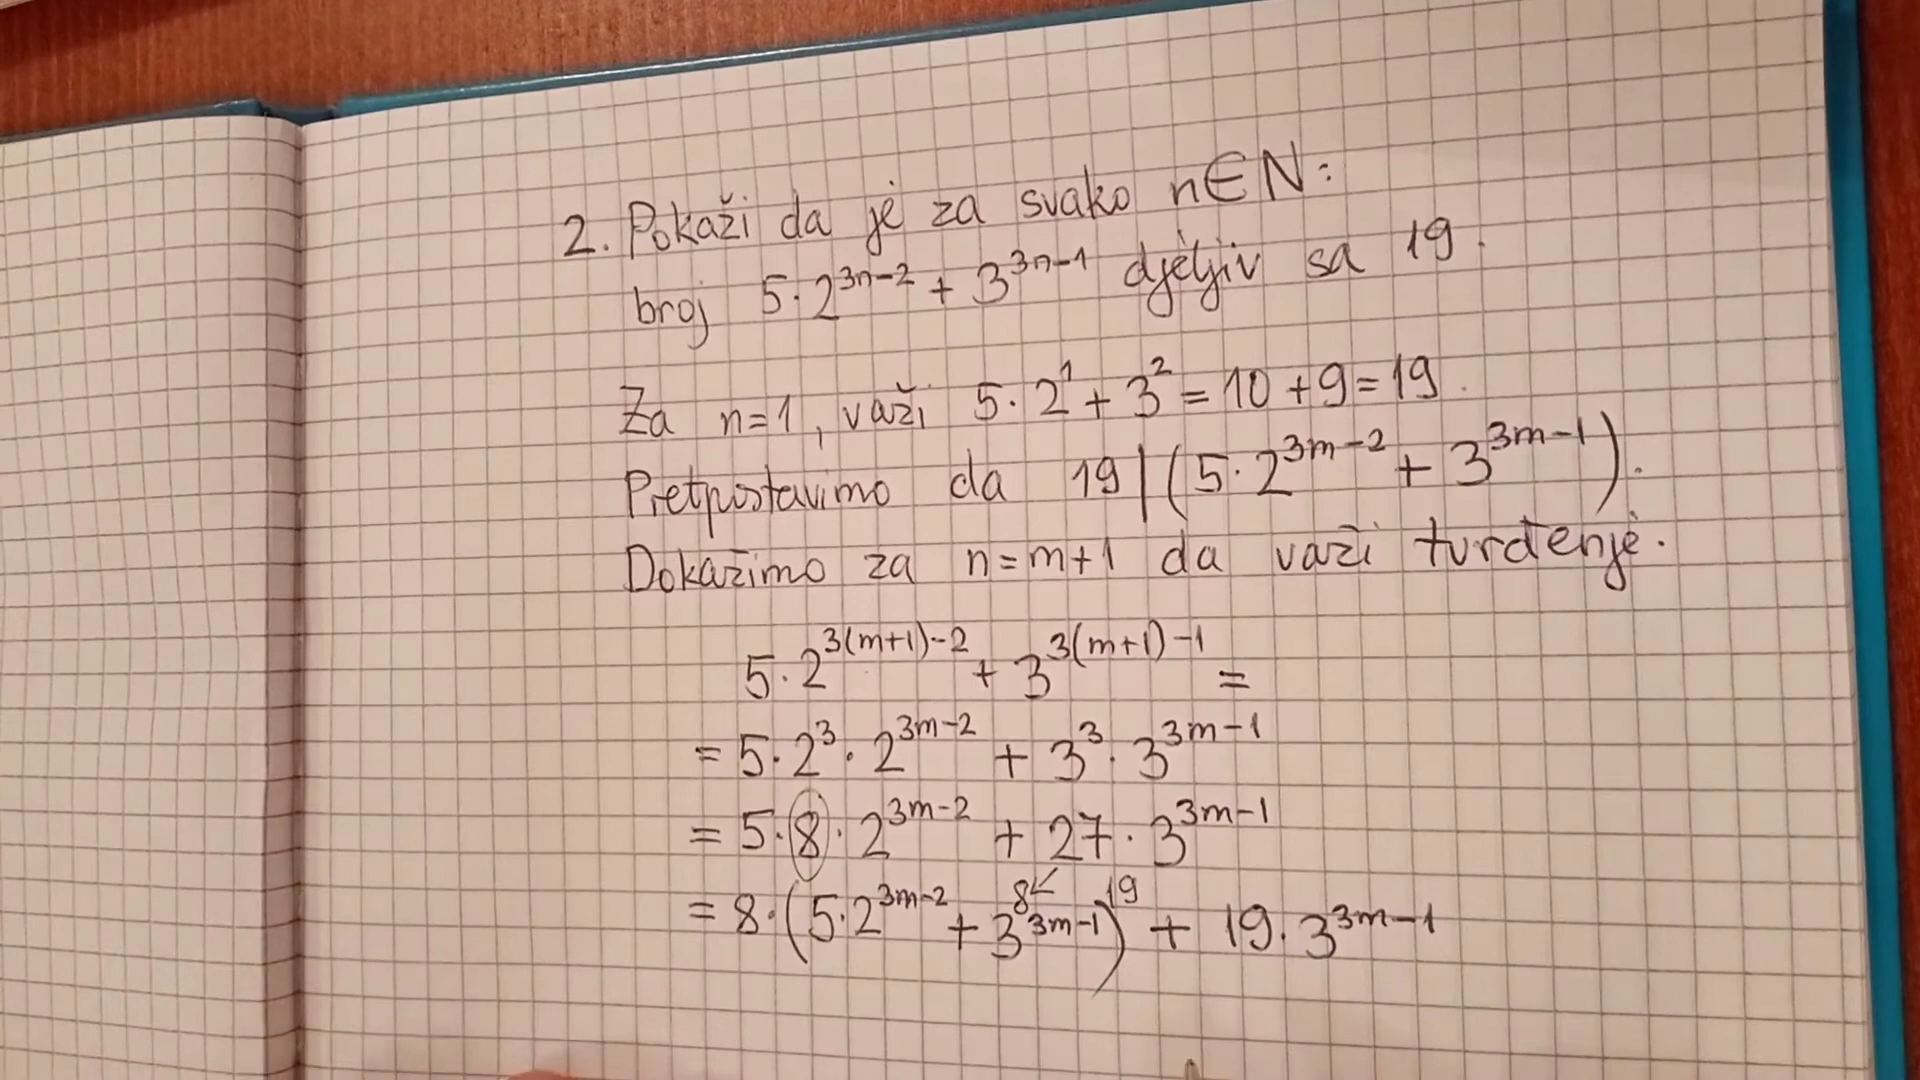 2. Pokaži da je za svako n∈N:
broj 5·2^{3n-2} + 3^{3n-1} djeljiv sa 19.
Za n=1, važi 5·2^1 + 3^2 = 10 + 9 = 19.
Pretpostavimo da 19 | (5·2^{3m-2} + 3^{3m-1}).
Dokažimo za n=m+1 da važi tvrđenje.
5·2^{3(m+1)-2} + 3^{3(m+1)-1} =
= 5·2^3·2^{3m-2} + 3^3·3^{3m-1}
= 5·8·2^{3m-2} + 27·3^{3m-1}
8 19
= 8·(5·2^{3m-2} + 3^{3m-1}) + 19·3^{3m-1}